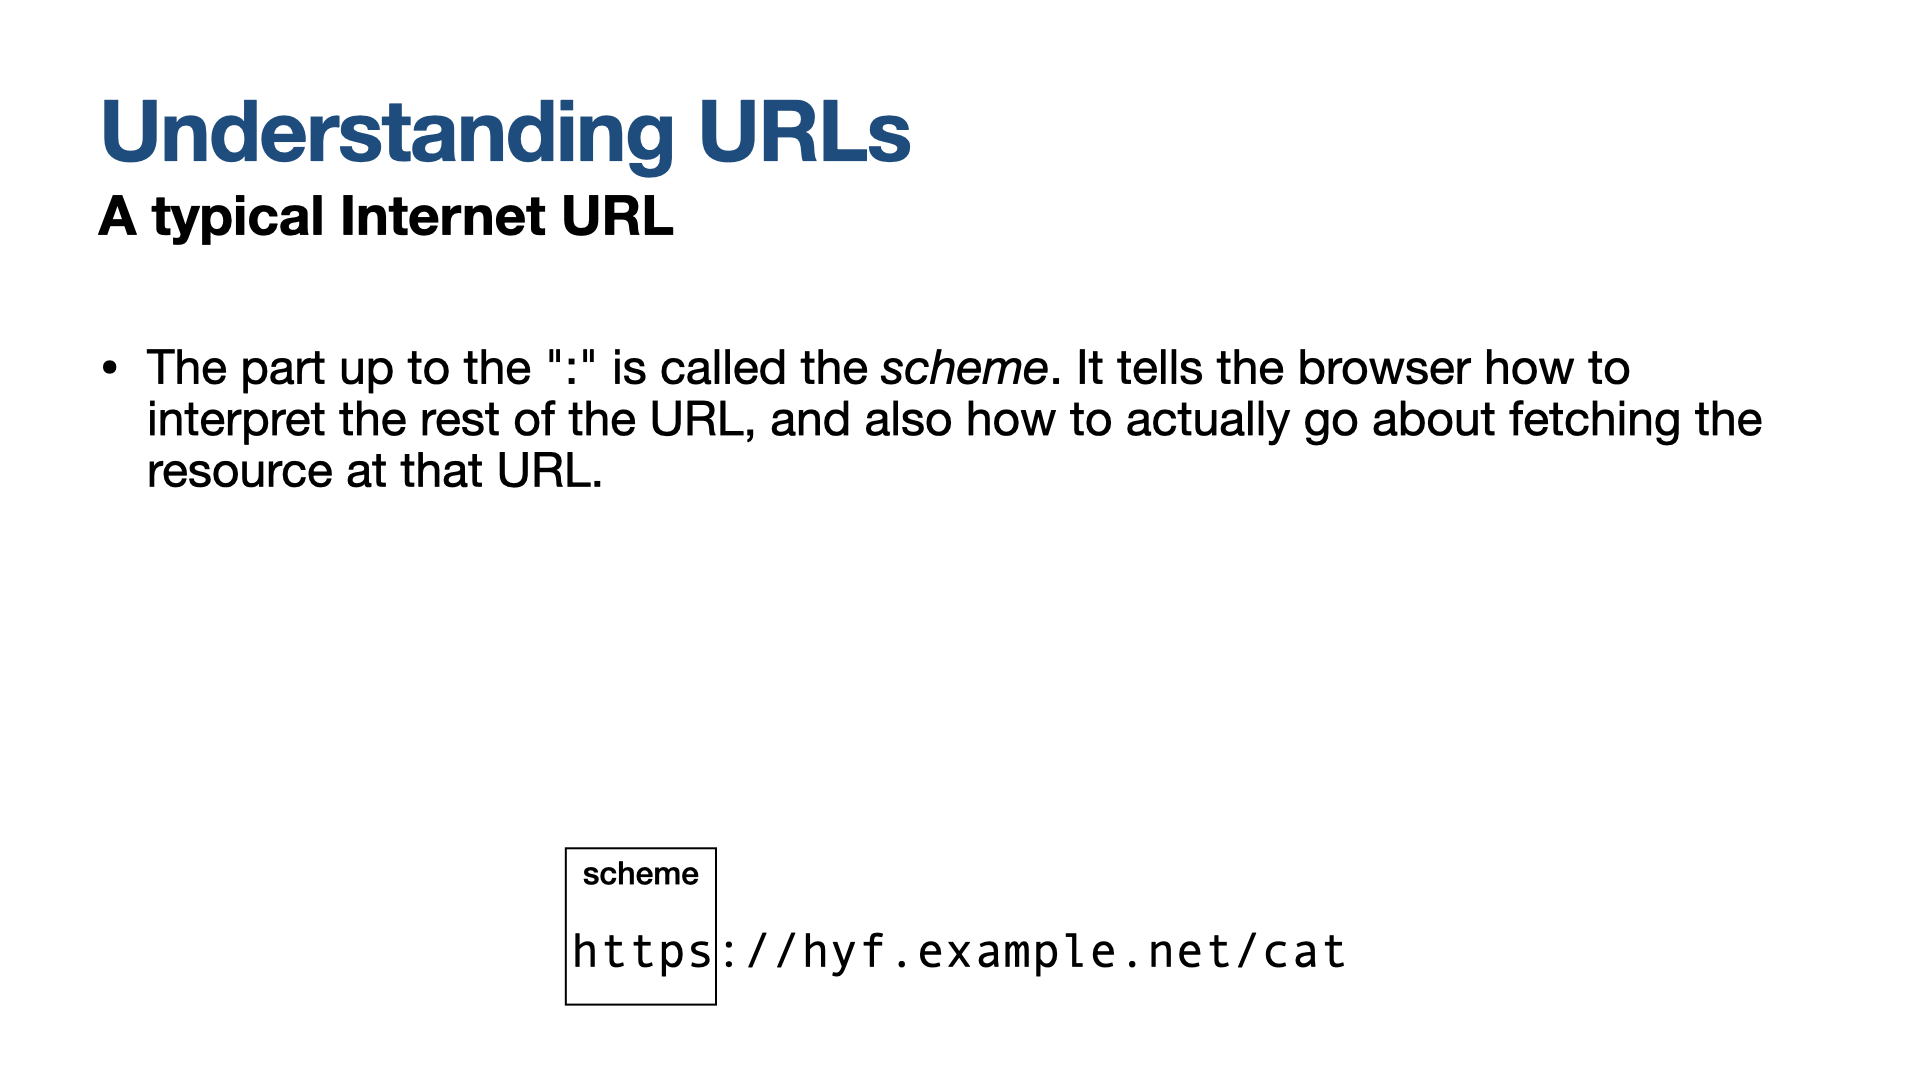 Understanding URLs
A typical Internet URL
• The part up to the ":" is called the scheme. It tells the browser how to
interpret the rest of the URL, and also how to actually go about fetching the
resource at that URL.
scheme
https://hyf.example.net/cat